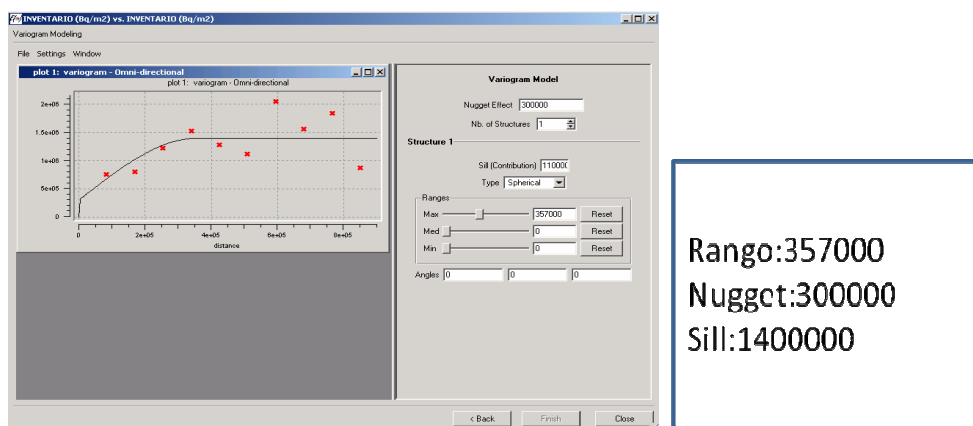 INVENTARIO (Bq/m2) vs. INVENTARIO (Bq/m2)
Variogram Modeling
File Settings Window
plot 1: variogram - Omni-directional
plot 1: variogram - Omni-directional
2e+06
1.5e+06
1e+06
5e+05
0
0 2e+05 4e+05 6e+05 8e+05
distance
Variogram Model
Nugget Effect 300000
Nb. of Structures 1
Structure 1
Sill (Contribution) 110000
Type Spherical
Ranges
Max 357000 Reset
Med 0 Reset
Min 0 Reset
Angles 0 0 0
< Back Finish Close
Rango:357000
Nugget:300000
Sill:1400000